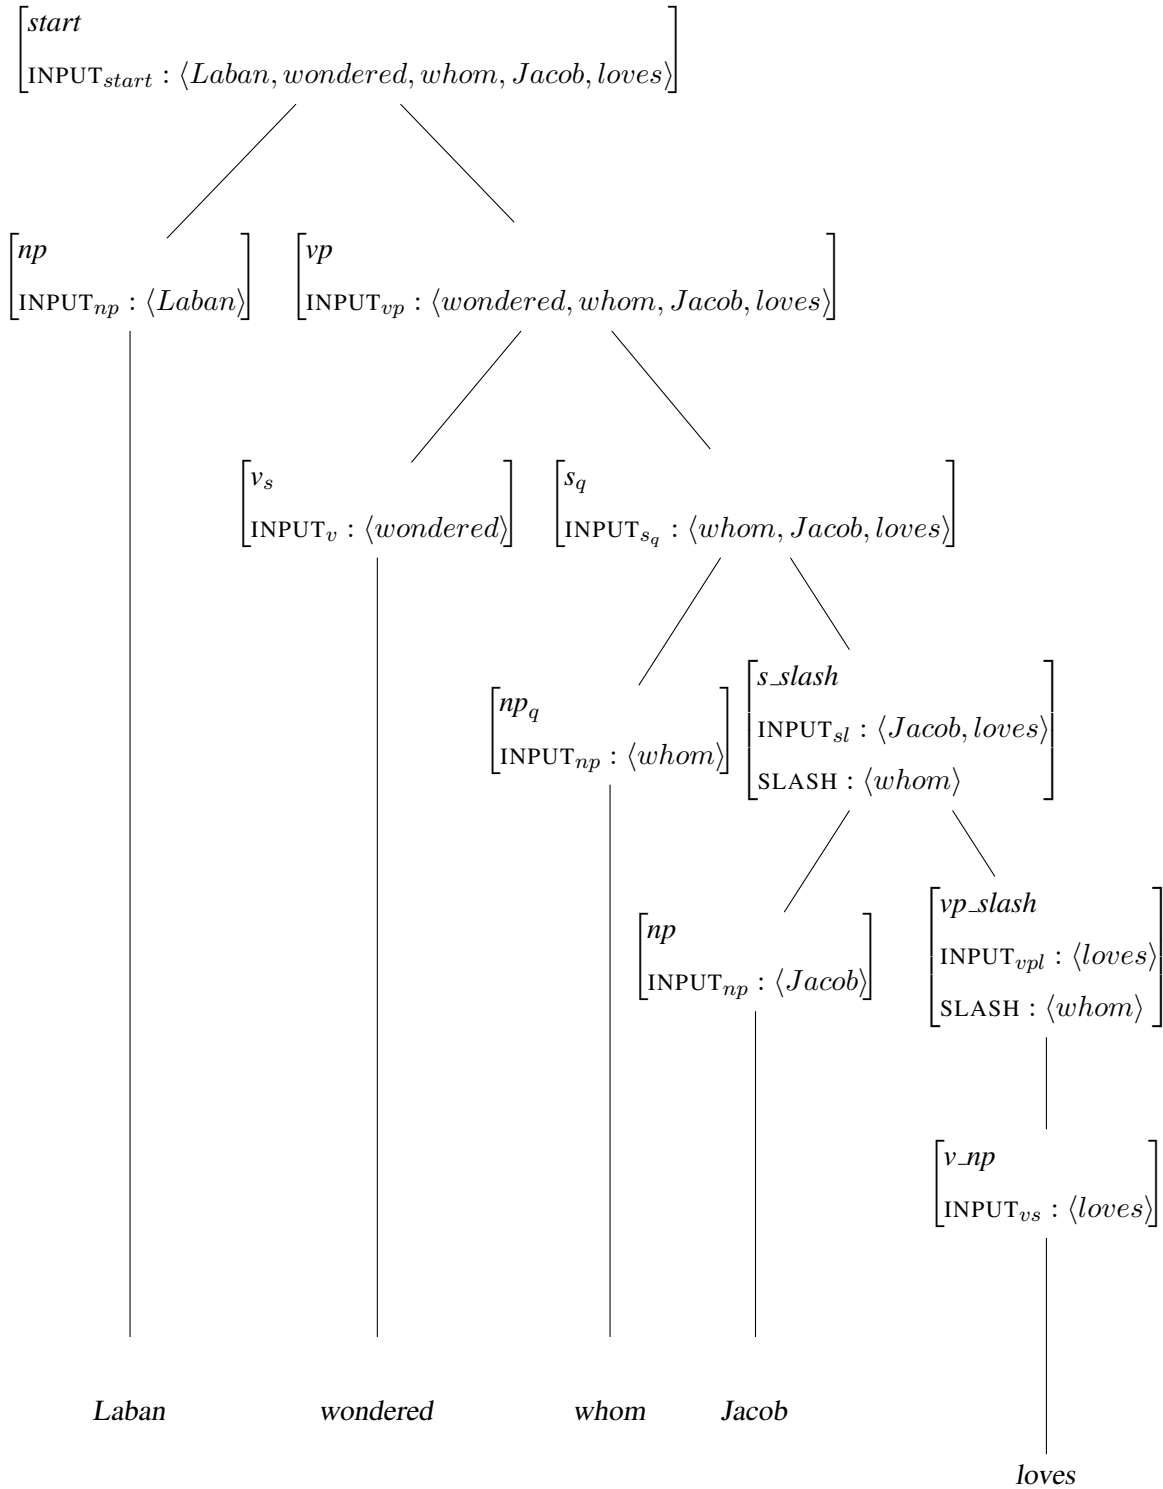 start
INPUT_start : ⟨Laban, wondered, whom, Jacob, loves⟩
np
INPUT_np : ⟨Laban⟩
vp
INPUT_vp : ⟨wondered, whom, Jacob, loves⟩
v_s
INPUT_v : ⟨wondered⟩
s_q
INPUT_s_q : ⟨whom, Jacob, loves⟩
np_q
INPUT_np : ⟨whom⟩
s_slash
INPUT_sl : ⟨Jacob, loves⟩
SLASH : ⟨whom⟩
np
INPUT_np : ⟨Jacob⟩
vp_slash
INPUT_vpl : ⟨loves⟩
SLASH : ⟨whom⟩
v_np
INPUT_vs : ⟨loves⟩
Laban wondered whom Jacob
loves